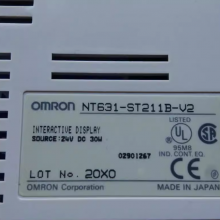 OMRON NT631-ST211B-V2
INTERACTIVE DISPLAY
SOURCE: 24V DC 30W
02901267
LISTED
95MB
IND. CONT. EQ.
LOT No. 20X0
OMRON Corporation MADE IN JAPAN